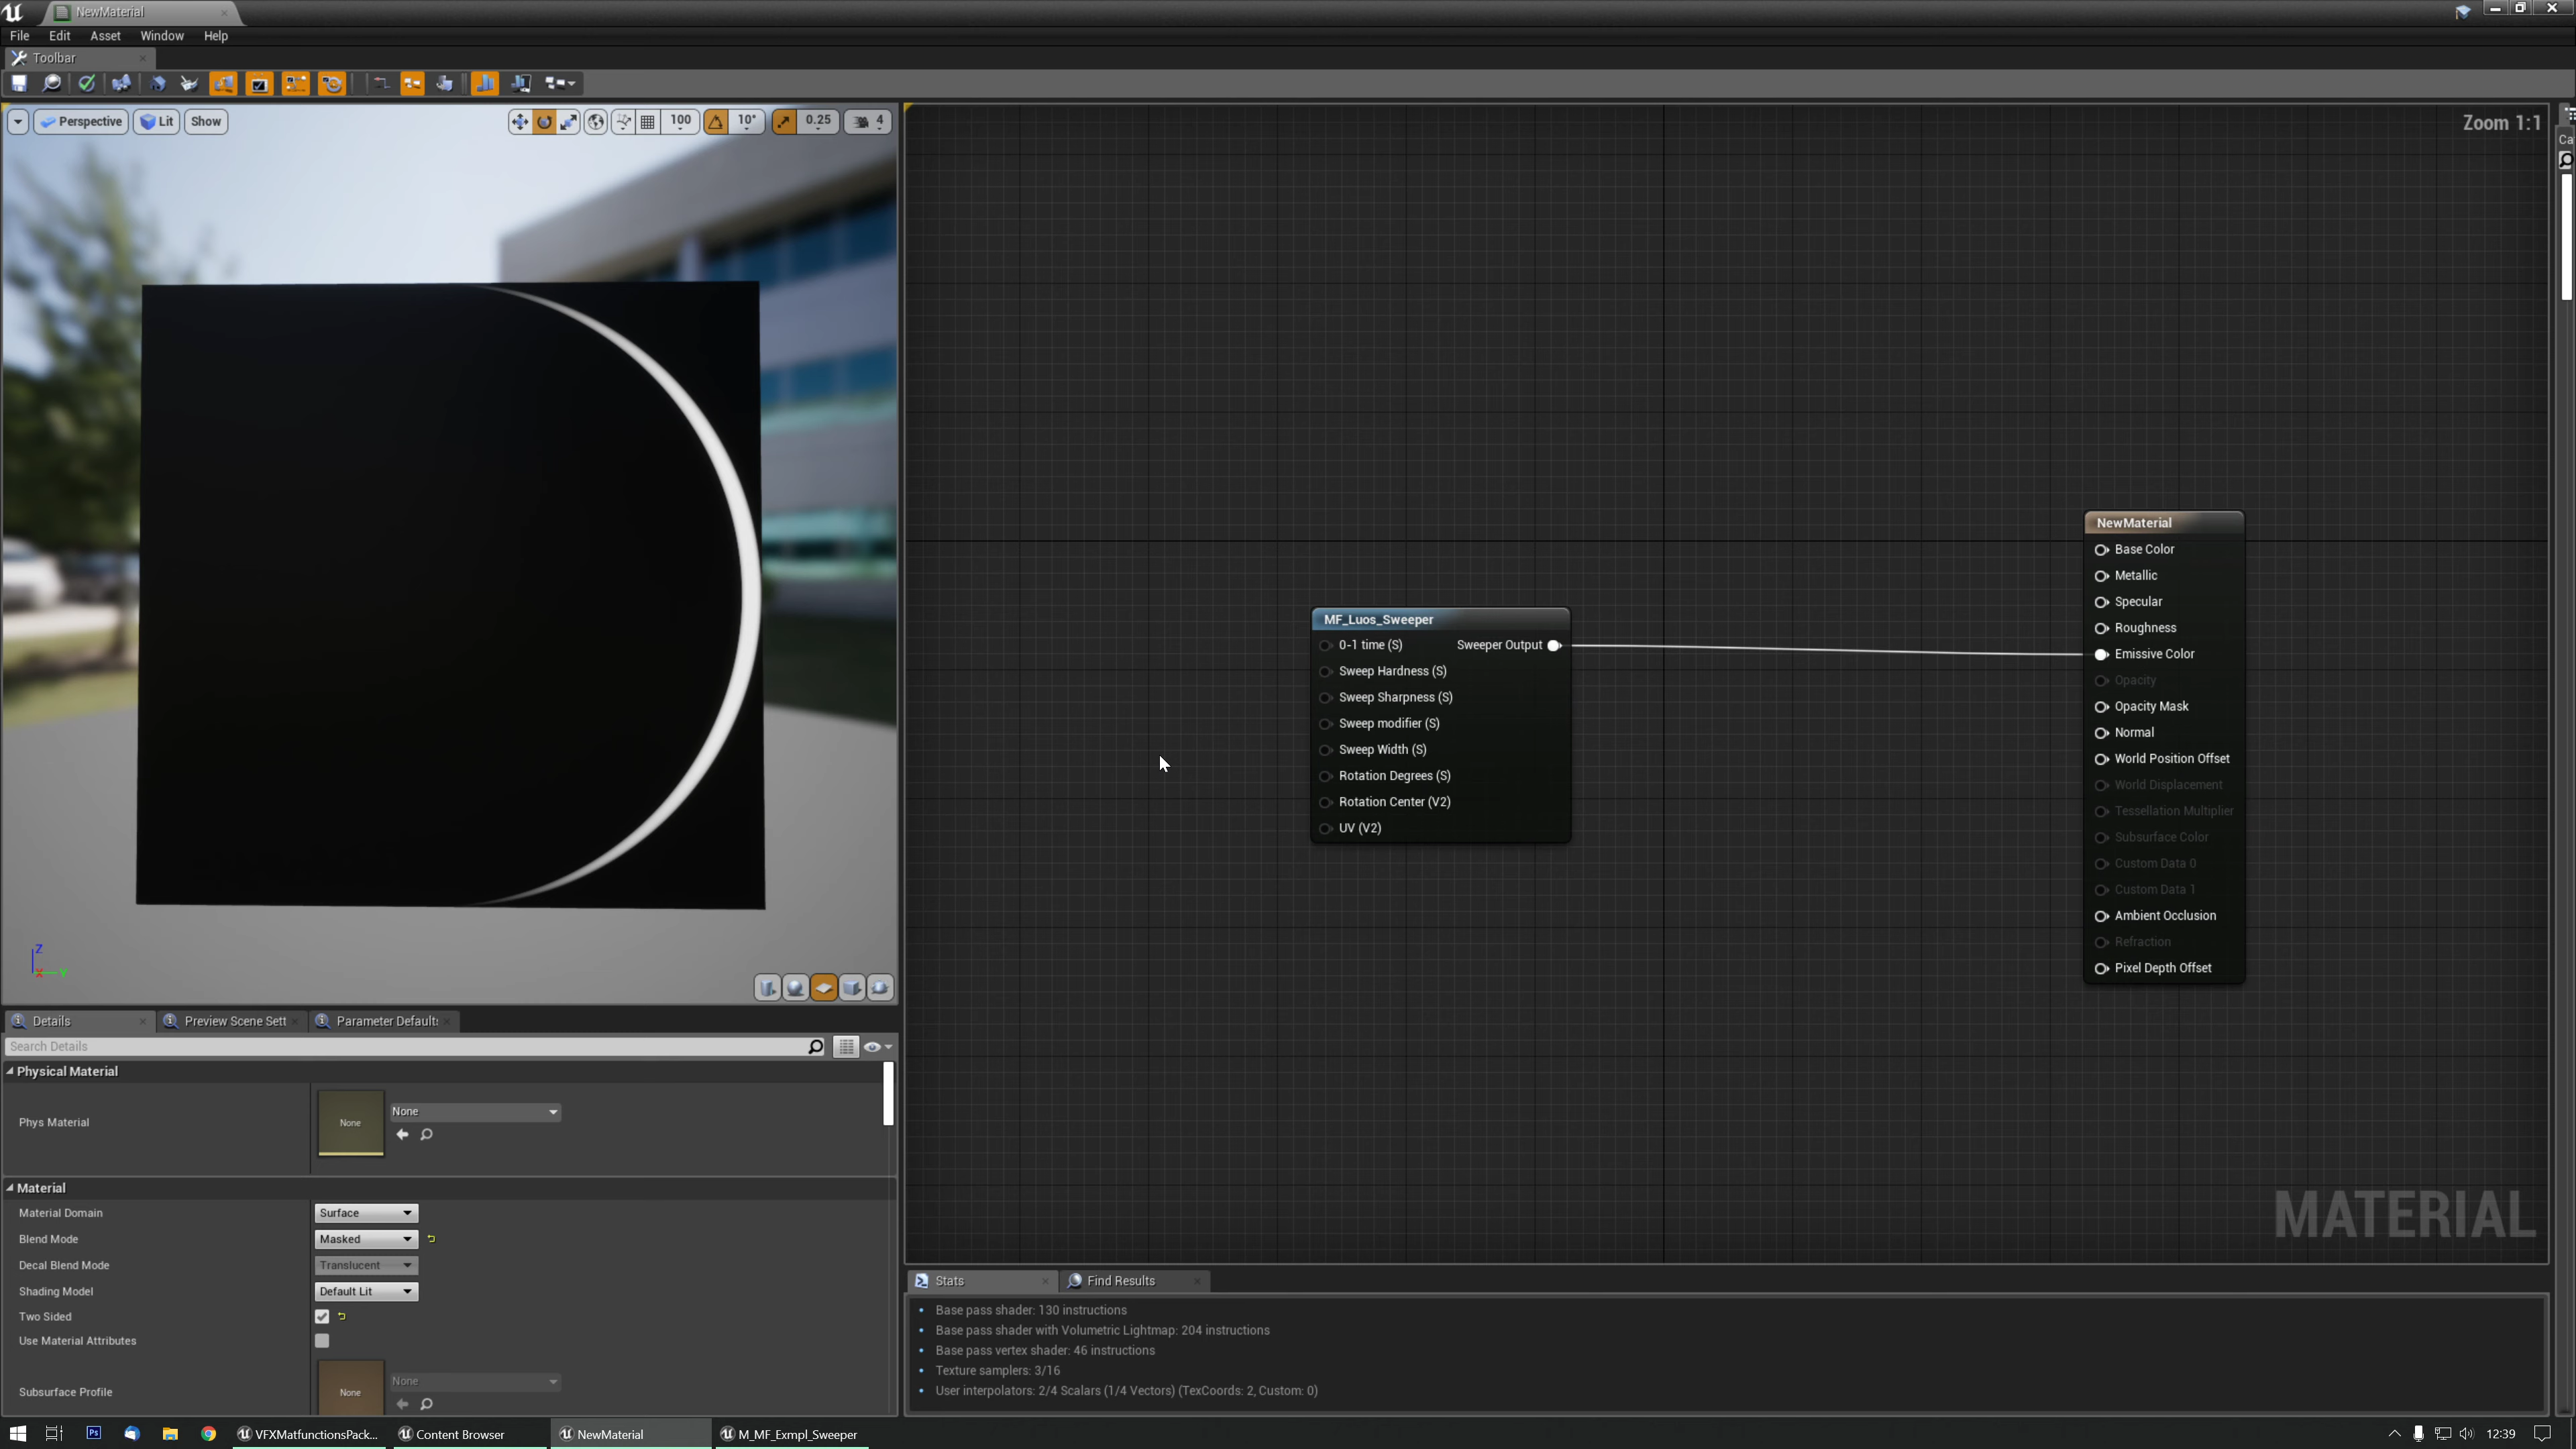 NewMaterial
File Edit Asset Window Help
Toolbar
Perspective Lit Show 100 10° 0.25 4
Zoom 1:1
Ca
NewMaterial
Base Color
Metallic
Specular
Roughness
Emissive Color
Opacity
Opacity Mask
Normal
World Position Offset
World Displacement
Tessellation Multiplier
Subsurface Color
Custom Data 0
Custom Data 1
Ambient Occlusion
Refraction
Pixel Depth Offset
MF_Luos_Sweeper
0-1 time (S) Sweeper Output
Sweep Hardness (S)
Sweep Sharpness (S)
Sweep modifier (S)
Sweep Width (S)
Rotation Degrees (S)
Rotation Center (V2)
UV (V2)
Z
X Y
MATERIAL
Details Preview Scene Sett Parameter Default
Search Details
Physical Material
Phys Material None None
Material
Material Domain Surface
Blend Mode Masked
Decal Blend Mode Translucent
Shading Model Default Lit
Two Sided
Use Material Attributes
Subsurface Profile None None
Stats Find Results
Base pass shader: 130 instructions
Base pass shader with Volumetric Lightmap: 204 instructions
Base pass vertex shader: 46 instructions
Texture samplers: 3/16
User interpolators: 2/4 Scalars (1/4 Vectors) (TexCoords: 2, Custom: 0)
Ps VFXMatfunctionsPack... Content Browser NewMaterial M_MF_Exmpl_Sweeper 12:39